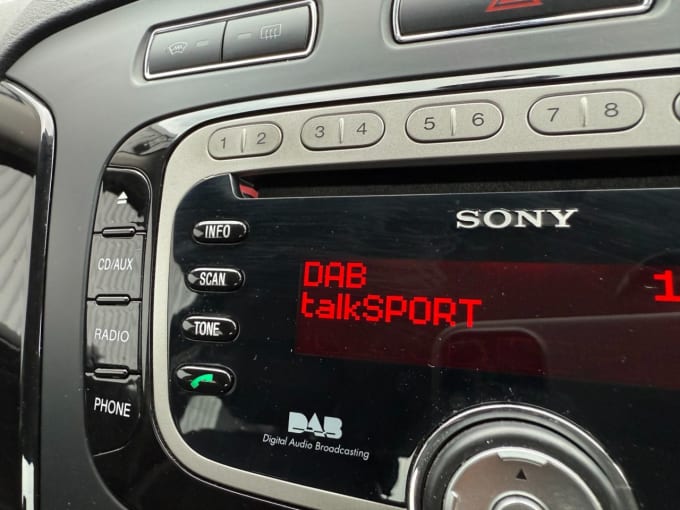 1 2
3 4
5 6
7 8
SONY
INFO
SCAN
TONE
CD/AUX
RADIO
PHONE
DAB
talkSPORT
1
DAB
Digital Audio Broadcasting